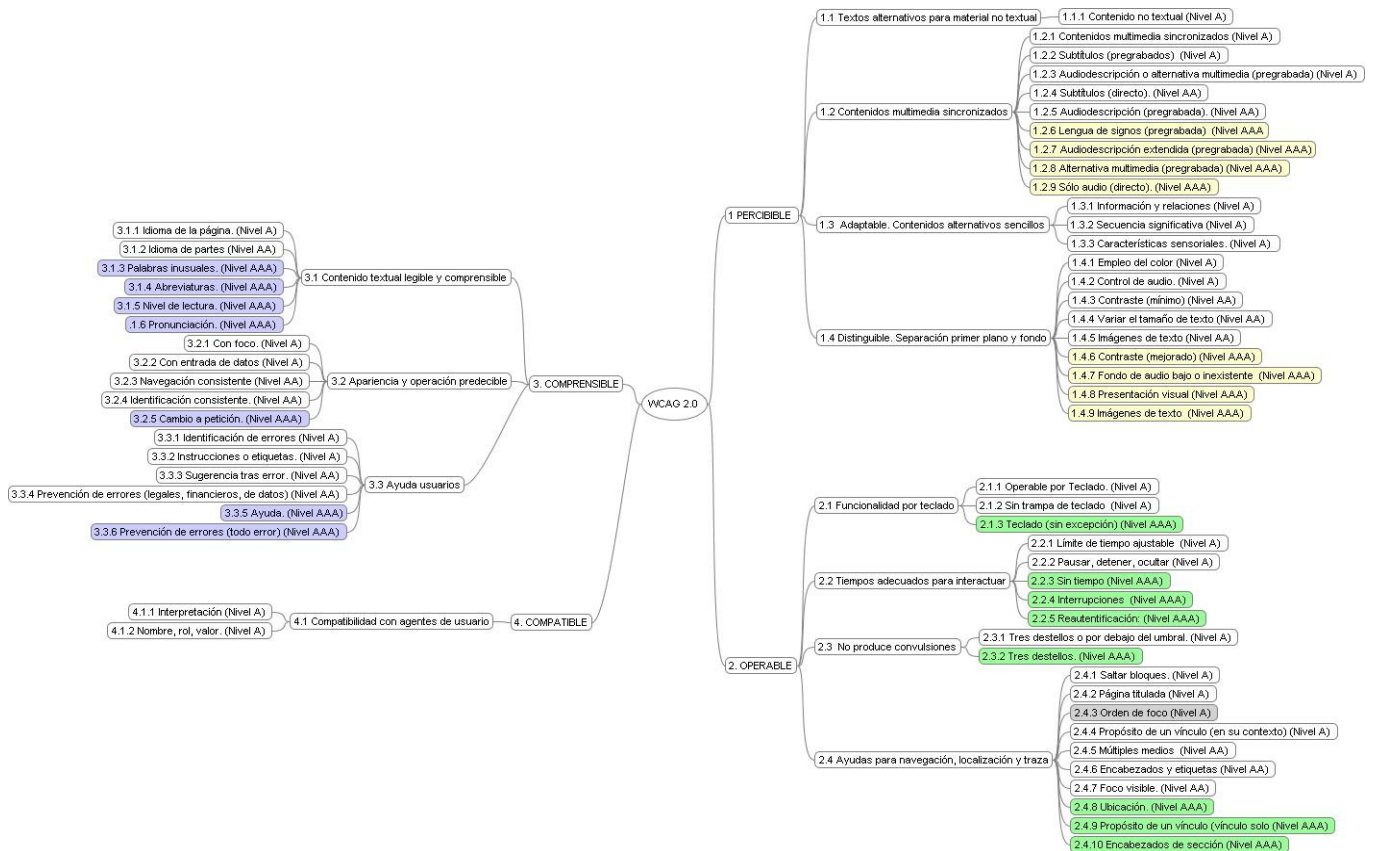 WCAG 2.0
1 PERCIBIBLE
1.1 Textos alternativos para material no textual
1.1.1 Contenido no textual (Nivel A)
1.2 Contenidos multimedia sincronizados
1.2.1 Contenidos multimedia sincronizados (Nivel A)
1.2.2 Subtítulos (pregrabados) (Nivel A)
1.2.3 Audiodescripción o alternativa multimedia (pregrabada) (Nivel A)
1.2.4 Subtítulos (directo). (Nivel AA)
1.2.5 Audiodescripción (pregrabada). (Nivel AA)
1.2.6 Lengua de signos (pregrabada) (Nivel AAA
1.2.7 Audiodescripción extendida (pregrabada) (Nivel AAA)
1.2.8 Alternativa multimedia (pregrabada) (Nivel AAA)
1.2.9 Sólo audio (directo). (Nivel AAA)
1.3 Adaptable. Contenidos alternativos sencillos
1.3.1 Información y relaciones (Nivel A)
1.3.2 Secuencia significativa (Nivel A)
1.3.3 Características sensoriales. (Nivel A)
1.4 Distinguible. Separación primer plano y fondo
1.4.1 Empleo del color (Nivel A)
1.4.2 Control de audio. (Nivel A)
1.4.3 Contraste (mínimo) (Nivel AA)
1.4.4 Variar el tamaño de texto (Nivel AA)
1.4.5 Imágenes de texto (Nivel AA)
1.4.6 Contraste (mejorado) (Nivel AAA)
1.4.7 Fondo de audio bajo o inexistente (Nivel AAA)
1.4.8 Presentación visual (Nivel AAA)
1.4.9 Imágenes de texto (Nivel AAA)
2. OPERABLE
2.1 Funcionalidad por teclado
2.1.1 Operable por Teclado. (Nivel A)
2.1.2 Sin trampa de teclado (Nivel A)
2.1.3 Teclado (sin excepción) (Nivel AAA)
2.2 Tiempos adecuados para interactuar
2.2.1 Límite de tiempo ajustable (Nivel A)
2.2.2 Pausar, detener, ocultar (Nivel A)
2.2.3 Sin tiempo (Nivel AAA)
2.2.4 Interrupciones (Nivel AAA)
2.2.5 Reautentificación: (Nivel AAA)
2.3 No produce convulsiones
2.3.1 Tres destellos o por debajo del umbral. (Nivel A)
2.3.2 Tres destellos. (Nivel AAA)
2.4 Ayudas para navegación, localización y traza
2.4.1 Saltar bloques. (Nivel A)
2.4.2 Página titulada (Nivel A)
2.4.3 Orden de foco (Nivel A)
2.4.4 Propósito de un vínculo (en su contexto) (Nivel A)
2.4.5 Múltiples medios (Nivel AA)
2.4.6 Encabezados y etiquetas (Nivel AA)
2.4.7 Foco visible. (Nivel AA)
2.4.8 Ubicación. (Nivel AAA)
2.4.9 Propósito de un vínculo (vínculo solo (Nivel AAA)
2.4.10 Encabezados de sección (Nivel AAA)
3. COMPRENSIBLE
3.1 Contenido textual legible y comprensible
3.1.1 Idioma de la página. (Nivel A)
3.1.2 Idioma de partes (Nivel AA)
3.1.3 Palabras inusuales. (Nivel AAA)
3.1.4 Abreviaturas. (Nivel AAA)
3.1.5 Nivel de lectura. (Nivel AAA)
.1.6 Pronunciación. (Nivel AAA)
3.2 Apariencia y operación predecible
3.2.1 Con foco. (Nivel A)
3.2.2 Con entrada de datos (Nivel A)
3.2.3 Navegación consistente (Nivel AA)
3.2.4 Identificación consistente. (Nivel AA)
3.2.5 Cambio a petición. (Nivel AAA)
3.3 Ayuda usuarios
3.3.1 Identificación de errores (Nivel A)
3.3.2 Instrucciones o etiquetas. (Nivel A)
3.3.3 Sugerencia tras error. (Nivel AA)
3.3.4 Prevención de errores (legales, financieros, de datos) (Nivel AA)
3.3.5 Ayuda. (Nivel AAA)
3.3.6 Prevención de errores (todo error) (Nivel AAA)
4. COMPATIBLE
4.1 Compatibilidad con agentes de usuario
4.1.1 Interpretación (Nivel A)
4.1.2 Nombre, rol, valor. (Nivel A)